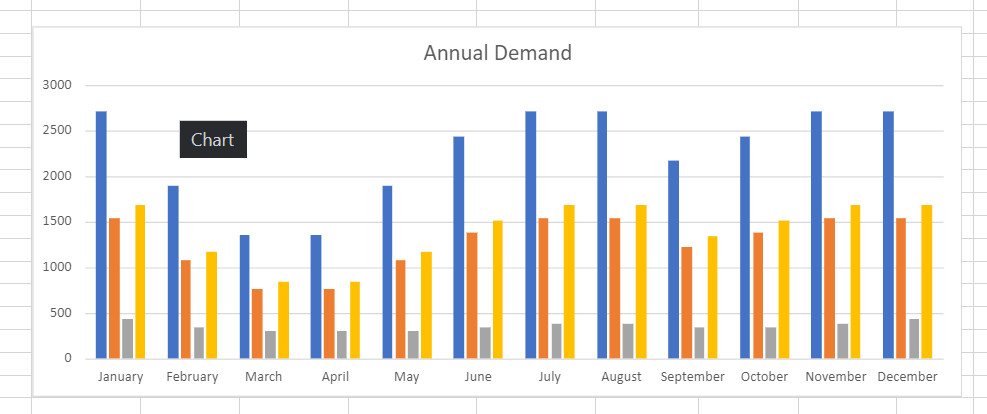 Annual Demand
3000
Chart
2500
2000
1500
1000
500
0
January February March April May June July August September October November December